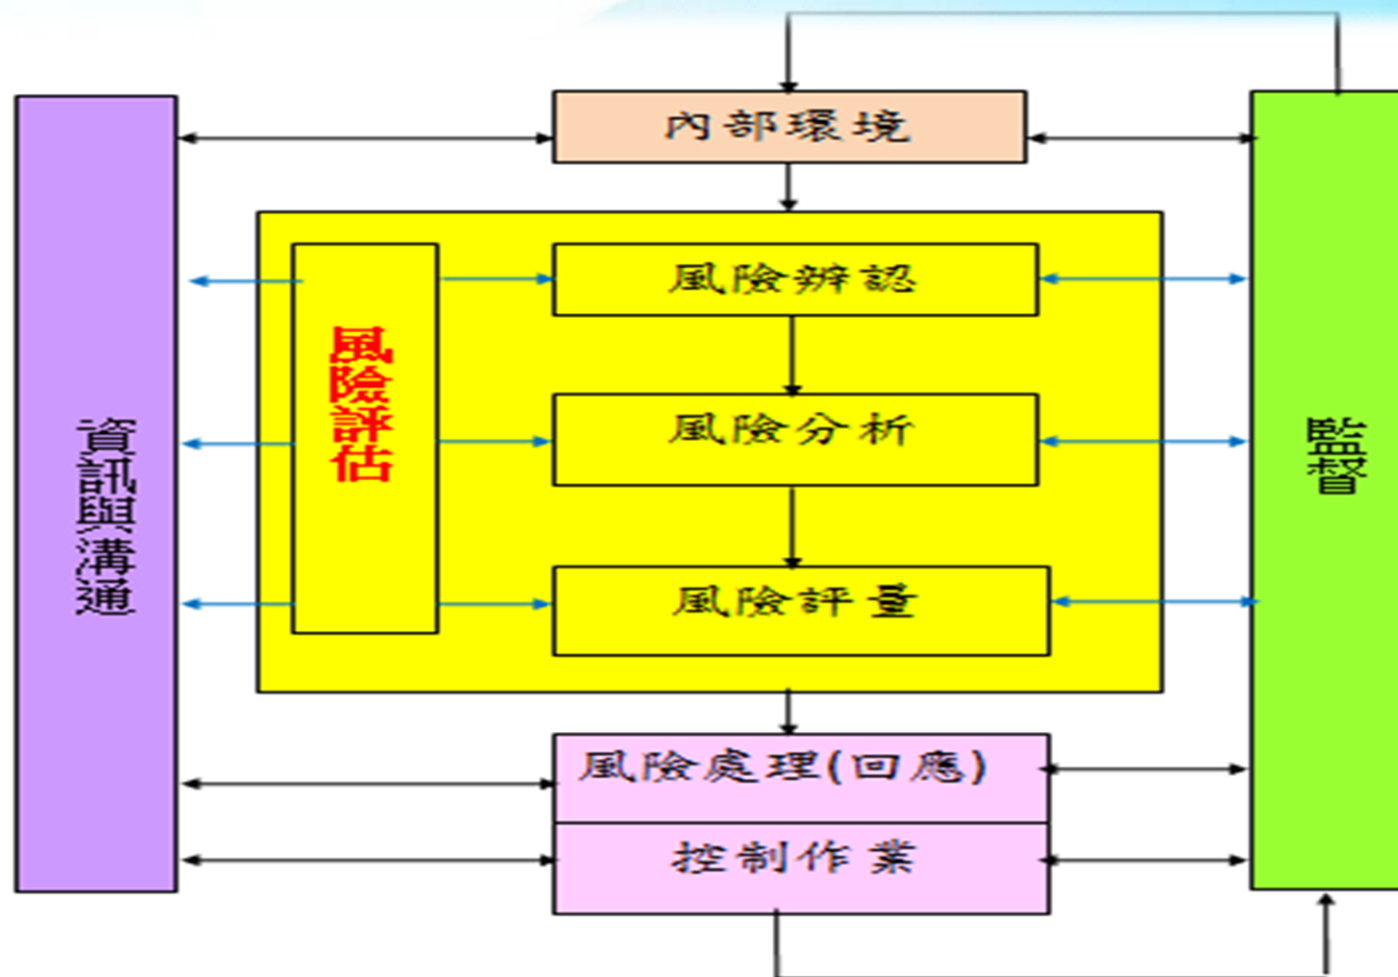 內部環境
風險評估
風險辨認
風險分析
風險評量
資訊與溝通
監督
風險處理(回應)
控制作業